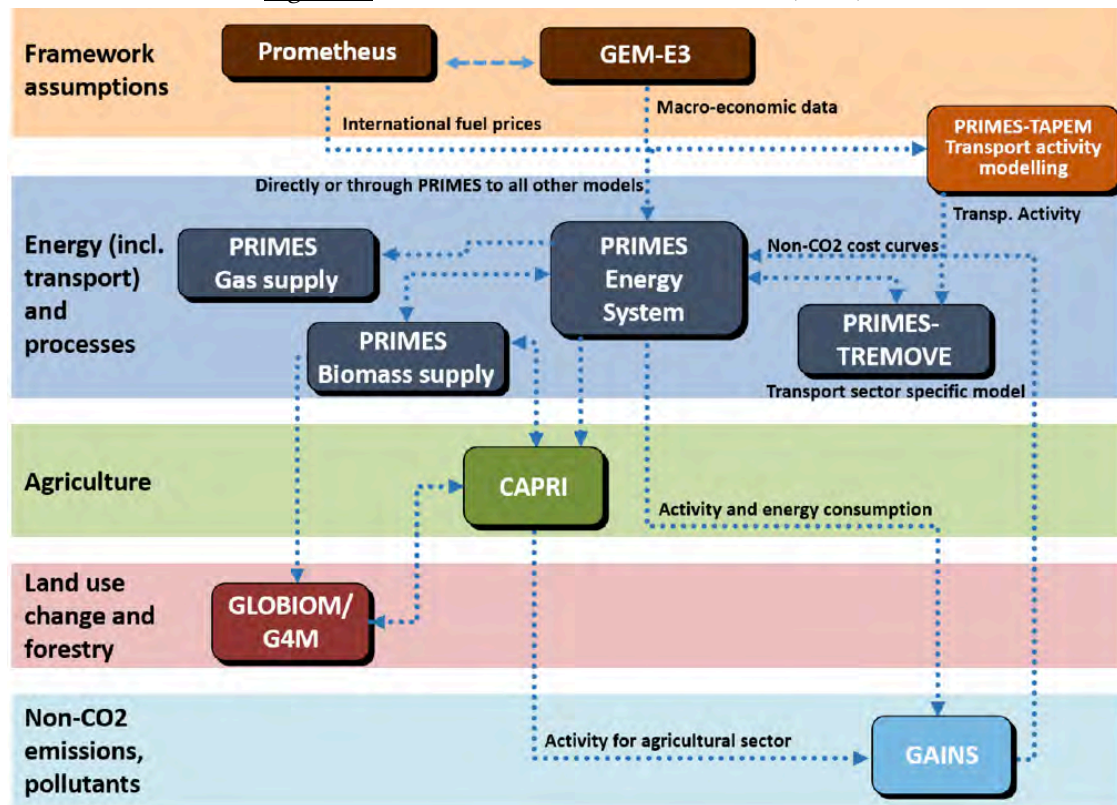 Framework
assumptions
Prometheus
GEM-E3
Macro-economic data
International fuel prices
PRIMES-TAPEM
Transport activity
modelling
Directly or through PRIMES to all other models
Transp. Activity
Energy (incl.
transport)
and
processes
PRIMES
Gas supply
PRIMES
Energy
System
Non-CO2 cost curves
PRIMES
Biomass supply
PRIMES-
TREMOVE
Transport sector specific model
Agriculture
CAPRI
Activity and energy consumption
Land use
change and
forestry
GLOBIOM/
G4M
Non-CO2
emissions,
pollutants
Activity for agricultural sector
GAINS